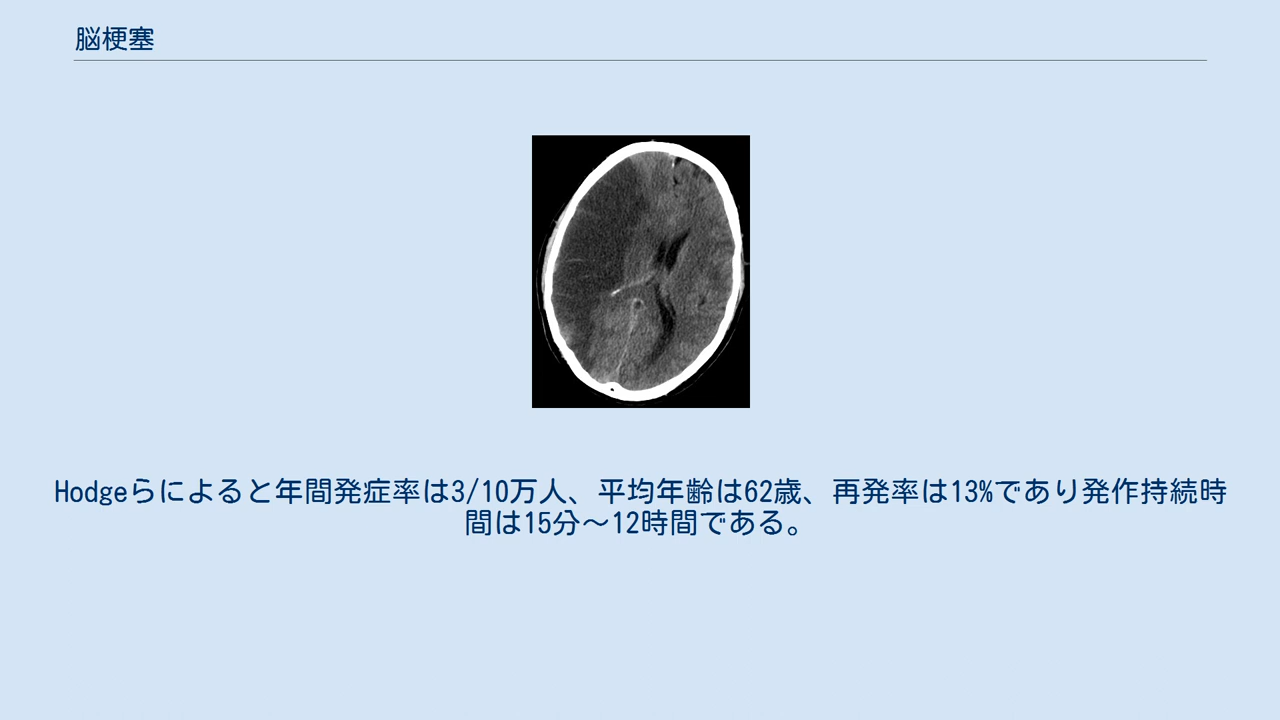 脳梗塞
Hodgeらによると年間発症率は3/10万人、平均年齢は62歳、再発率は13%であり発作持続時
間は15分〜12時間である。